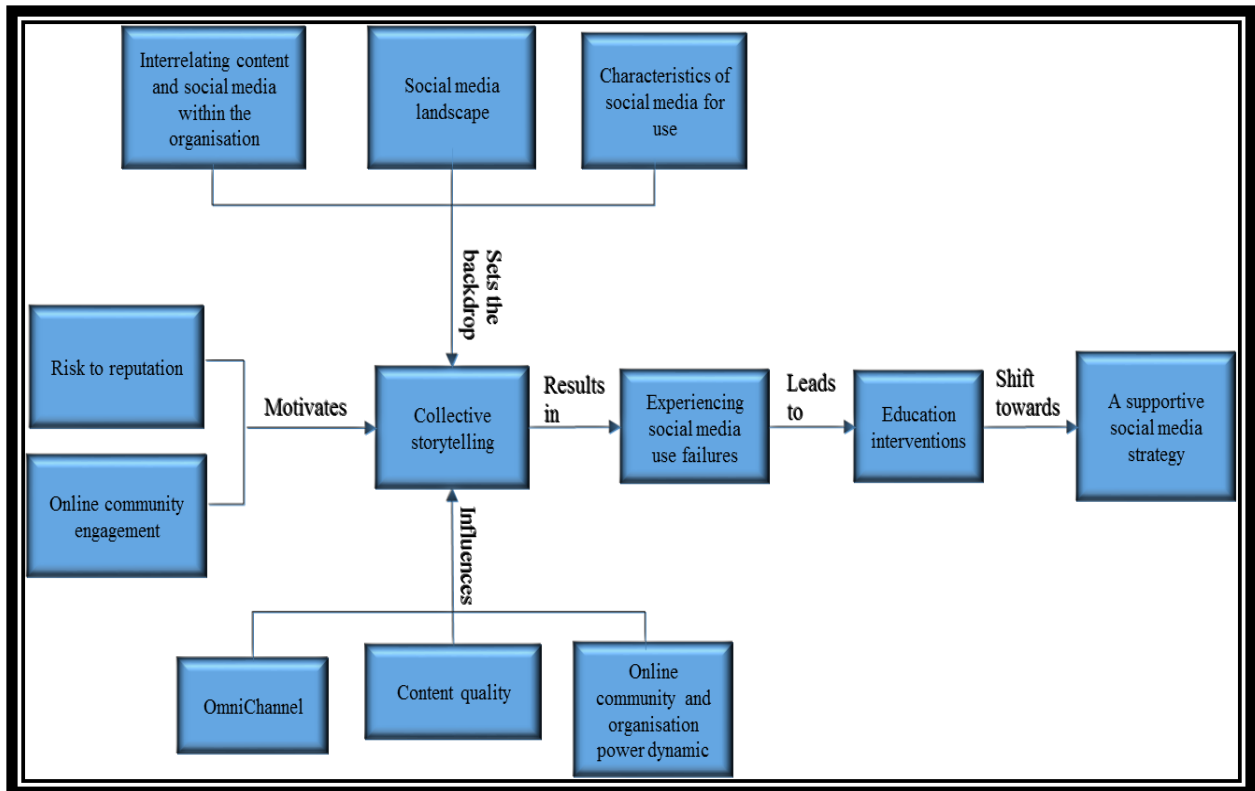 Interrelating content
and social media
within the
organisation
Social media
landscape
Characteristics of
social media for
use
Sets the
backdrop
Risk to reputation
Online community
engagement
Motivates
Collective
storytelling
Results
in
Experiencing
social media
use failures
Leads
to
Education
interventions
Shift
towards
A supportive
social media
strategy
Influences
OmniChannel
Content quality
Online
community and
organisation
power dynamic